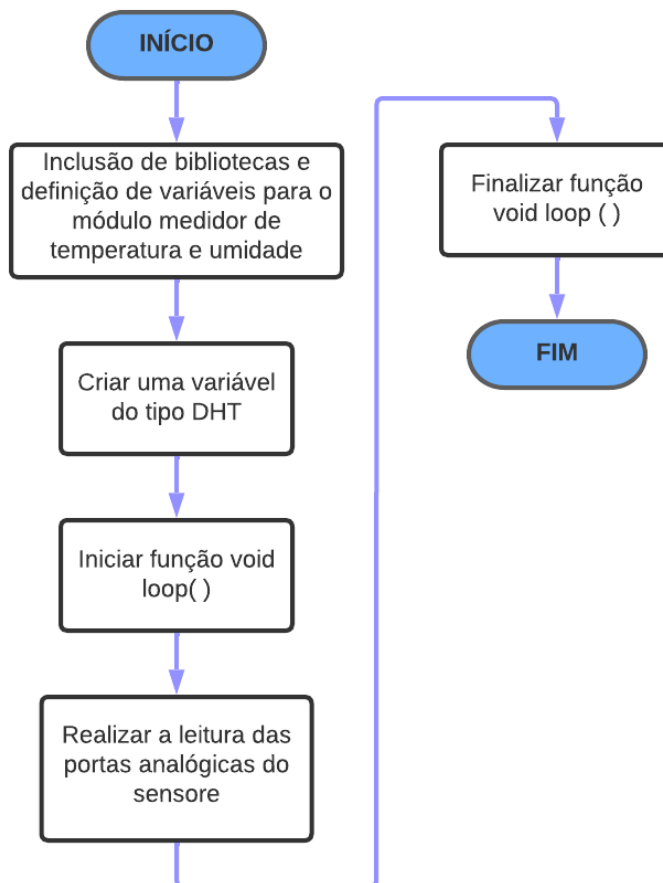 INÍCIO
Inclusão de bibliotecas e
definição de variáveis para o
módulo medidor de
temperatura e umidade
Criar uma variável
do tipo DHT
Iniciar função void
loop( )
Realizar a leitura das
portas analógicas do
sensore
Finalizar função
void loop ( )
FIM